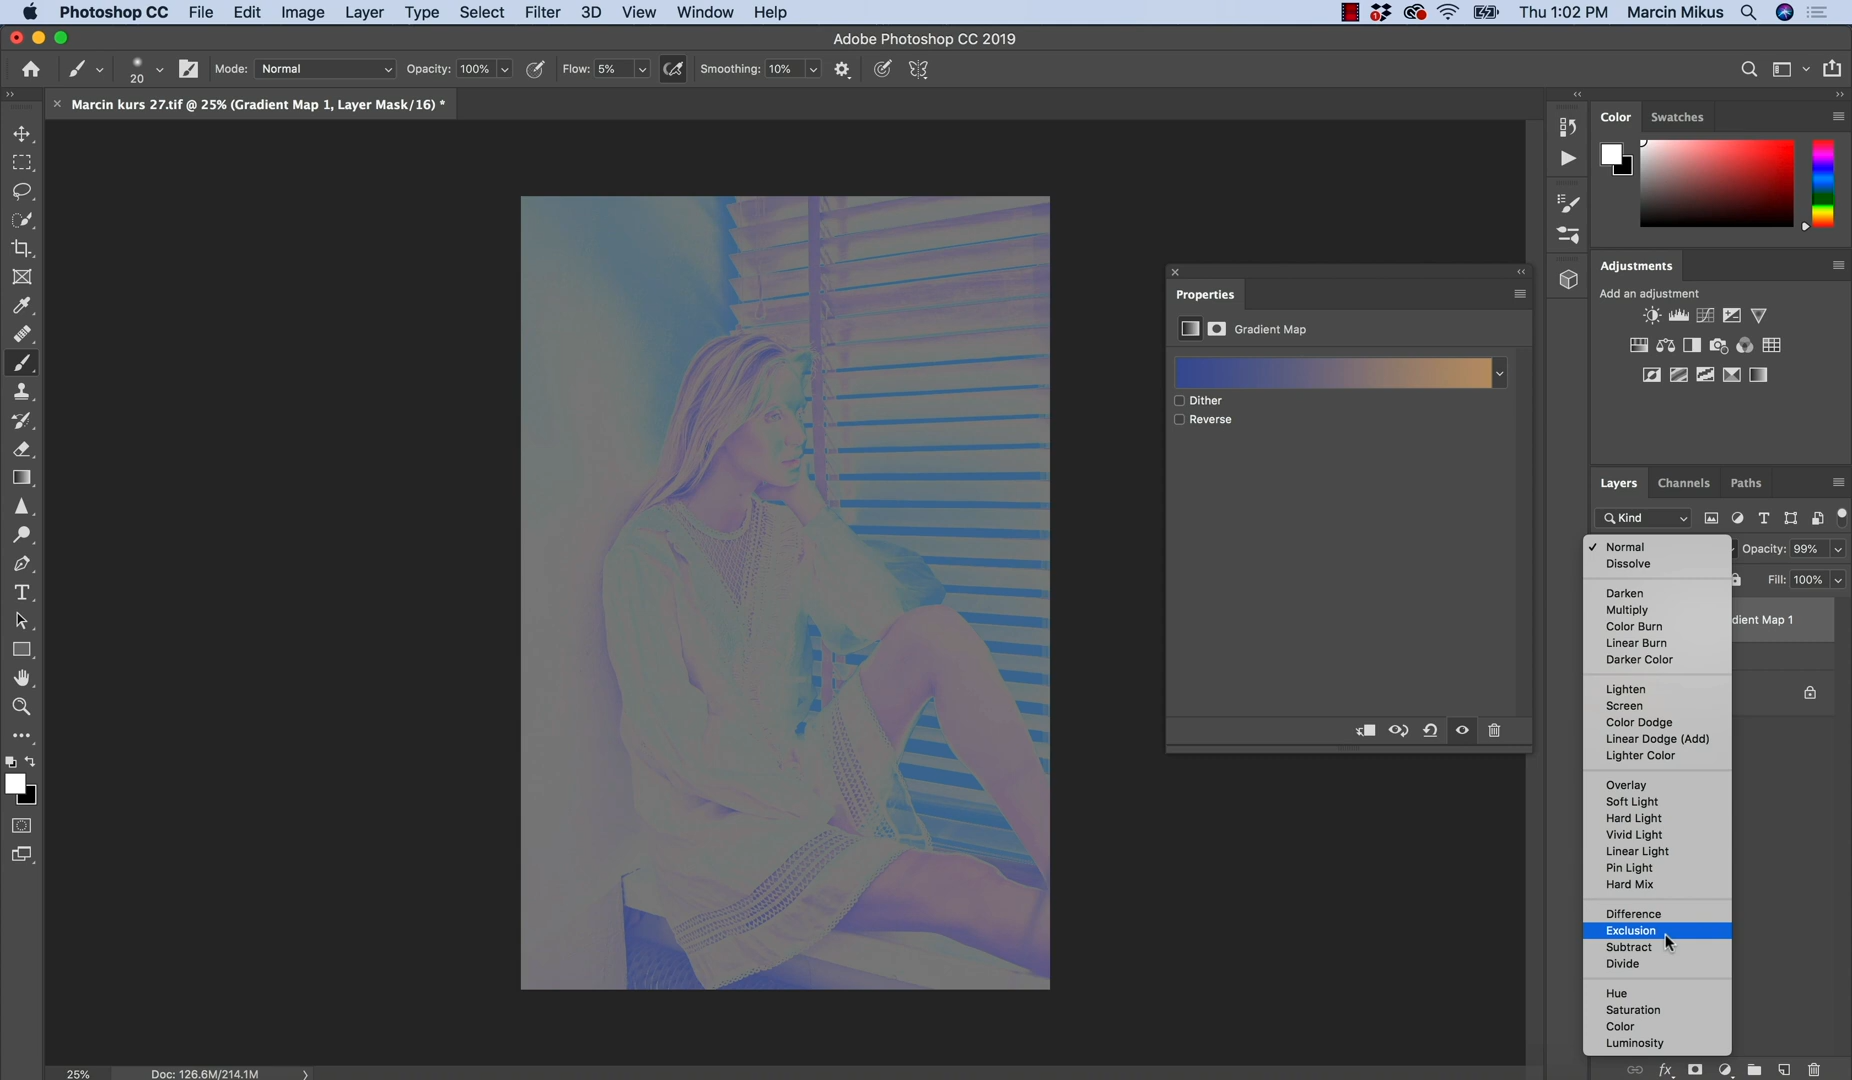 Photoshop CC File Edit Image Layer Type Select Filter 3D View Window Help Thu 1:02 PM Marcin Mikus
Adobe Photoshop CC 2019
20 Mode: Normal Opacity: 100% Flow: 5% Smoothing: 10%
Marcin kurs 27.tif @ 25% (Gradient Map 1, Layer Mask/16) *
Color Swatches
Adjustments
Add an adjustment
Properties
Gradient Map
Dither
Reverse
Layers Channels Paths
Kind
Opacity: 99%
Fill: 100%
dient Map 1
Normal
Dissolve
Darken
Multiply
Color Burn
Linear Burn
Darker Color
Lighten
Screen
Color Dodge
Linear Dodge (Add)
Lighter Color
Overlay
Soft Light
Hard Light
Vivid Light
Linear Light
Pin Light
Hard Mix
Difference
Exclusion
Subtract
Divide
Hue
Saturation
Color
Luminosity
fx
25% Doc: 126.6M/214.1M